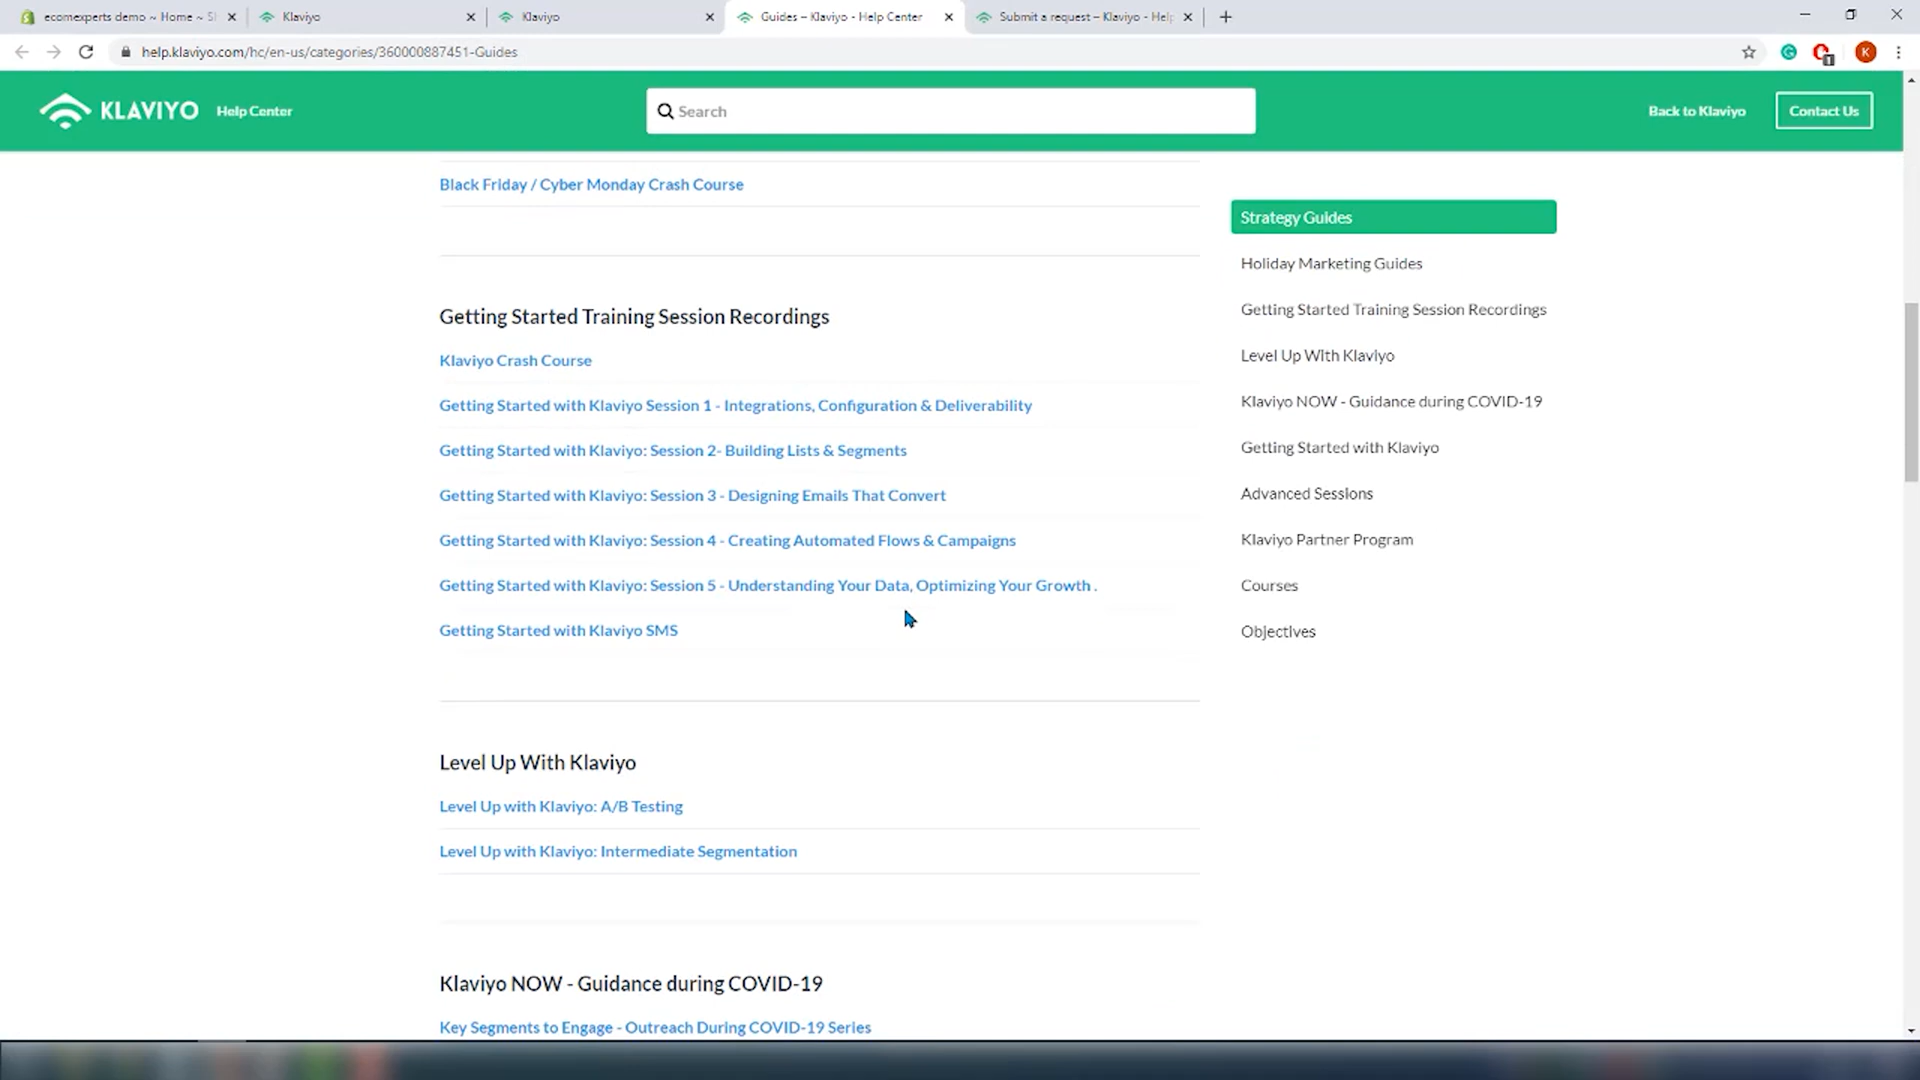 ecomexperts demo ~ Home ~ S
Klaviyo
Klaviyo
Guides – Klaviyo - Help Center
Submit a request – Klaviyo - Help
help.klaviyo.com/hc/en-us/categories/360000887451-Guides
K
1
KLAVIYO
Help Center
Search
Back to Klaviyo
Contact Us
Black Friday / Cyber Monday Crash Course
Getting Started Training Session Recordings
Klaviyo Crash Course
Getting Started with Klaviyo Session 1 - Integrations, Configuration & Deliverability
Getting Started with Klaviyo: Session 2- Building Lists & Segments
Getting Started with Klaviyo: Session 3 - Designing Emails That Convert
Getting Started with Klaviyo: Session 4 - Creating Automated Flows & Campaigns
Getting Started with Klaviyo: Session 5 - Understanding Your Data, Optimizing Your Growth .
Getting Started with Klaviyo SMS
Level Up With Klaviyo
Level Up with Klaviyo: A/B Testing
Level Up with Klaviyo: Intermediate Segmentation
Klaviyo NOW - Guidance during COVID-19
Key Segments to Engage - Outreach During COVID-19 Series
Strategy Guides
Holiday Marketing Guides
Getting Started Training Session Recordings
Level Up With Klaviyo
Klaviyo NOW - Guidance during COVID-19
Getting Started with Klaviyo
Advanced Sessions
Klaviyo Partner Program
Courses
Objectives